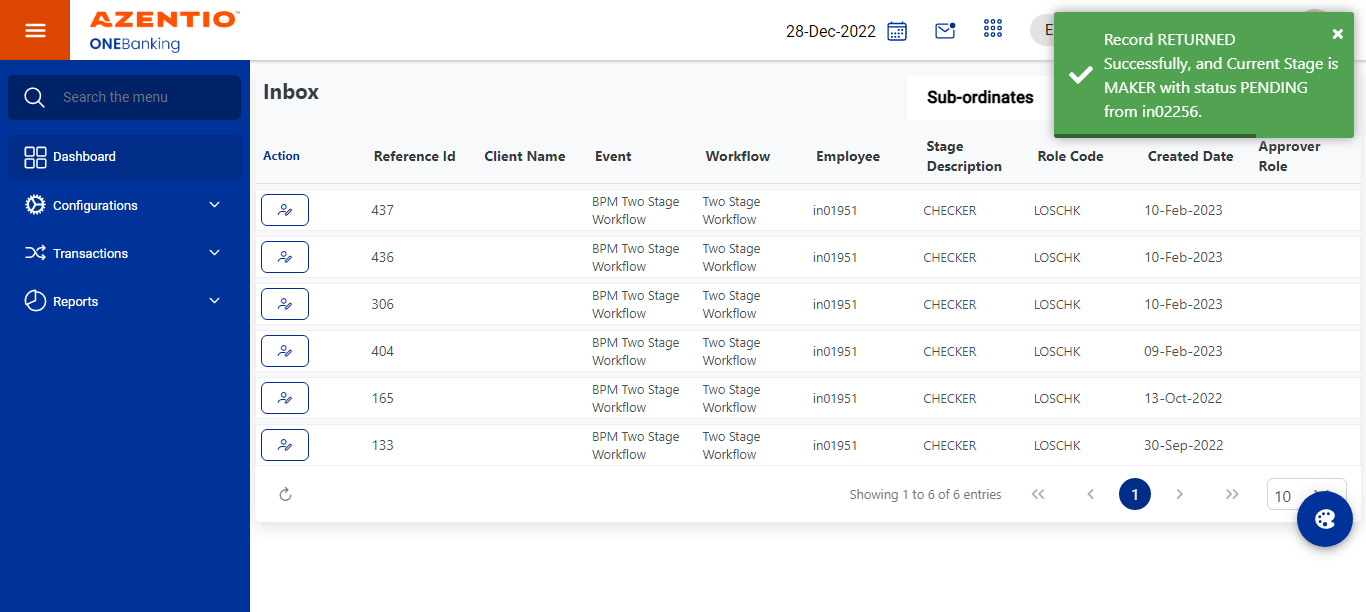 AZENTIO™
ONEBanking
28-Dec-2022
E
Record RETURNED
Successfully, and Current Stage is
MAKER with status PENDING
from in02256.
Search the menu
Dashboard
Configurations
Transactions
Reports
Inbox
Sub-ordinates
Action Reference Id Client Name Event Workflow Employee Stage Description Role Code Created Date Approver Role
437 BPM Two Stage Workflow Two Stage Workflow in01951 CHECKER LOSCHK 10-Feb-2023
436 BPM Two Stage Workflow Two Stage Workflow in01951 CHECKER LOSCHK 10-Feb-2023
306 BPM Two Stage Workflow Two Stage Workflow in01951 CHECKER LOSCHK 10-Feb-2023
404 BPM Two Stage Workflow Two Stage Workflow in01951 CHECKER LOSCHK 09-Feb-2023
165 BPM Two Stage Workflow Two Stage Workflow in01951 CHECKER LOSCHK 13-Oct-2022
133 BPM Two Stage Workflow Two Stage Workflow in01951 CHECKER LOSCHK 30-Sep-2022
Showing 1 to 6 of 6 entries 1 10